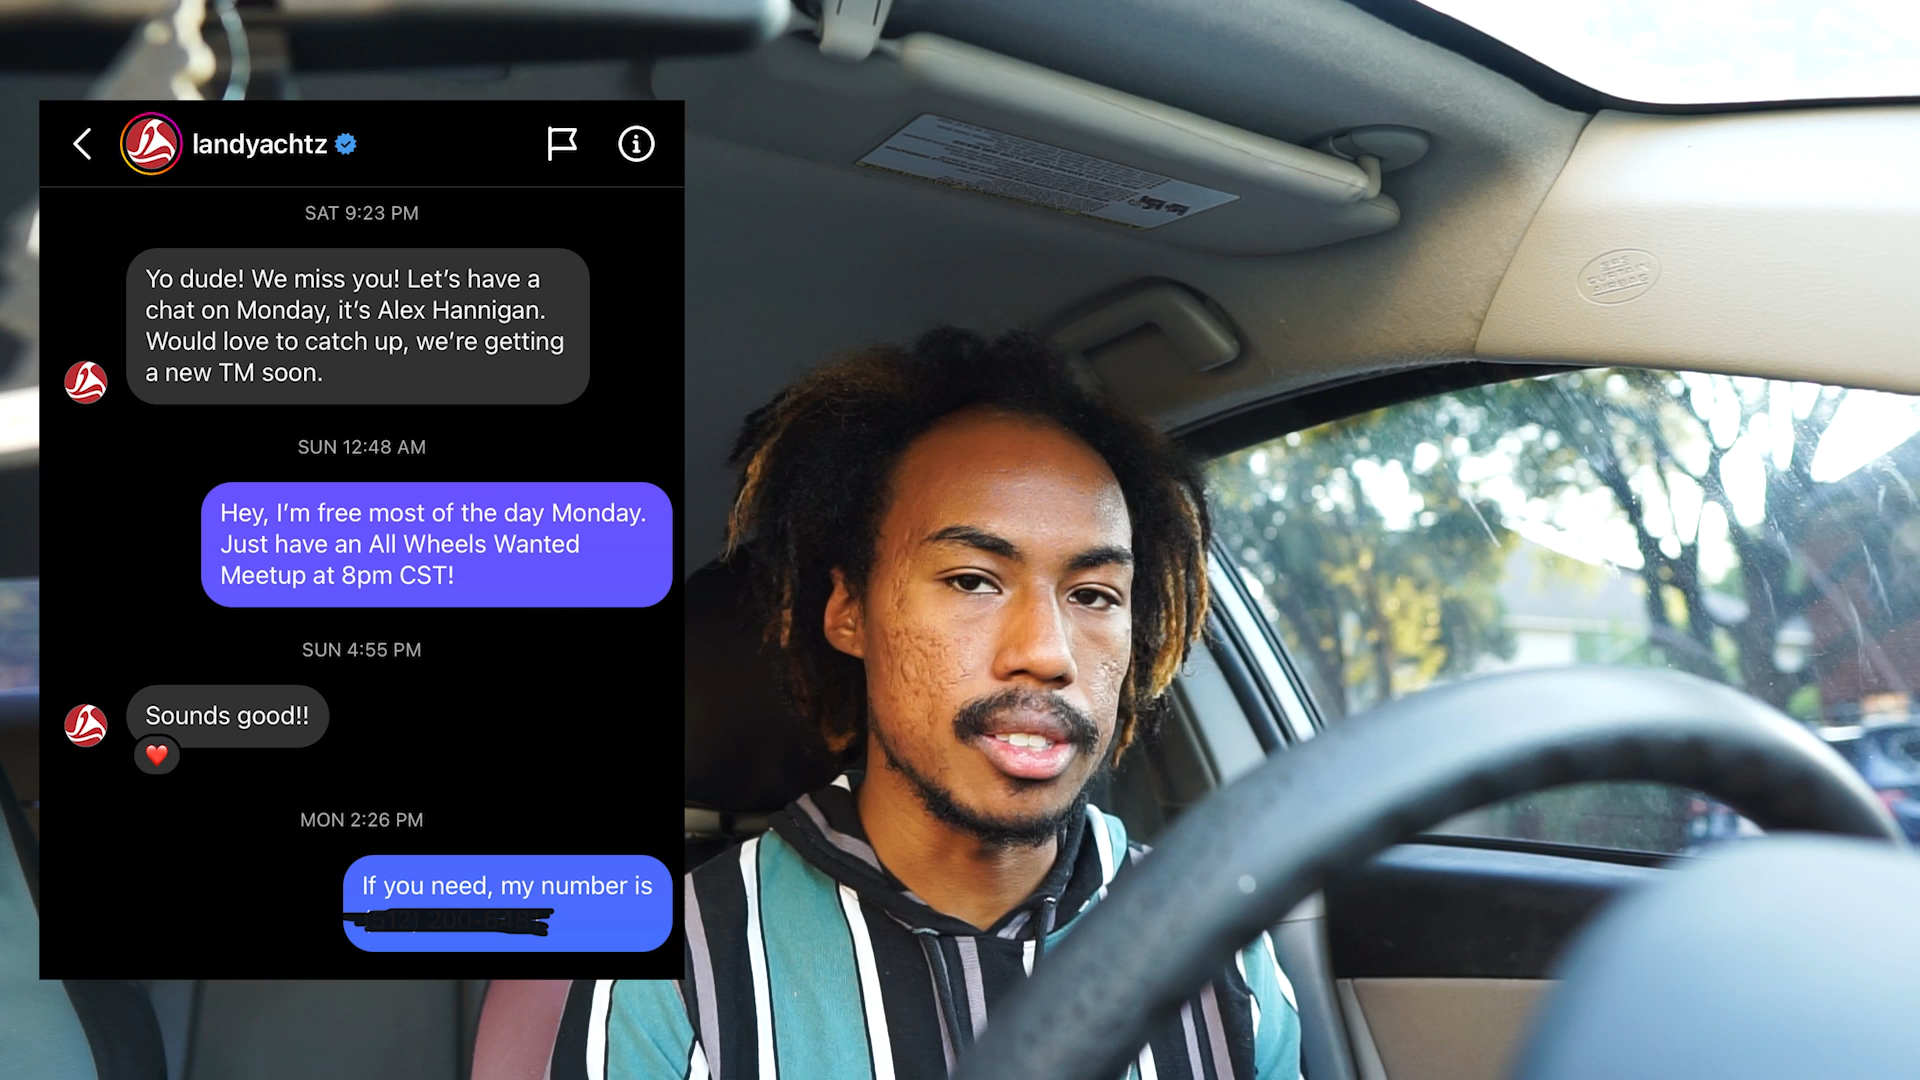 landyachtz
SAT 9:23 PM
Yo dude! We miss you! Let’s have a
chat on Monday, it’s Alex Hannigan.
Would love to catch up, we’re getting
a new TM soon.
SUN 12:48 AM
Hey, I’m free most of the day Monday.
Just have an All Wheels Wanted
Meetup at 8pm CST!
SUN 4:55 PM
Sounds good!!
MON 2:26 PM
If you need, my number is
SRS
CURTAIN
AIRBAG